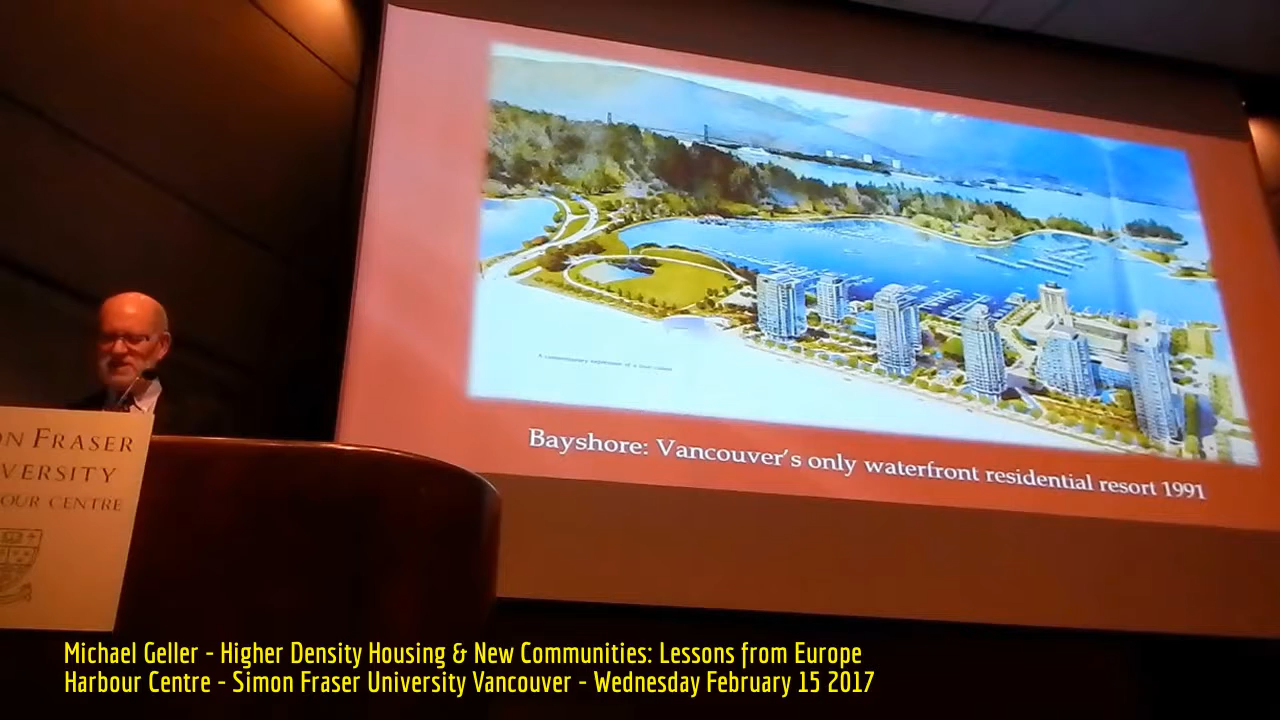 Bayshore: Vancouver's only waterfront residential resort 1991
ON FRASER
VERSITY
OUR CENTRE
Michael Geller - Higher Density Housing & New Communities: Lessons from Europe
Harbour Centre - Simon Fraser University Vancouver - Wednesday February 15 2017